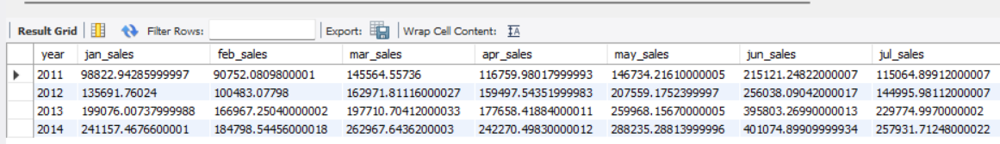 Result Grid Filter Rows: Export: Wrap Cell Content: IA
year jan_sales feb_sales mar_sales apr_sales may_sales jun_sales jul_sales
2011 98822.94285999997 90752.0809800001 145564.55736 116759.98017999993 146734.21610000005 215121.24822000007 115064.89912000007
2012 135691.76024 100483.07798 162971.81116000027 159497.54351999983 207559.1752399997 256038.09042000017 144995.98112000007
2013 199076.00737999988 166967.25040000002 197710.70412000033 177658.41884000011 259968.15670000005 395803.26990000013 229774.9970000002
2014 241157.4676600001 184798.54456000018 262967.6436200003 242270.49830000012 288235.28813999996 401074.89909999934 257931.71248000022